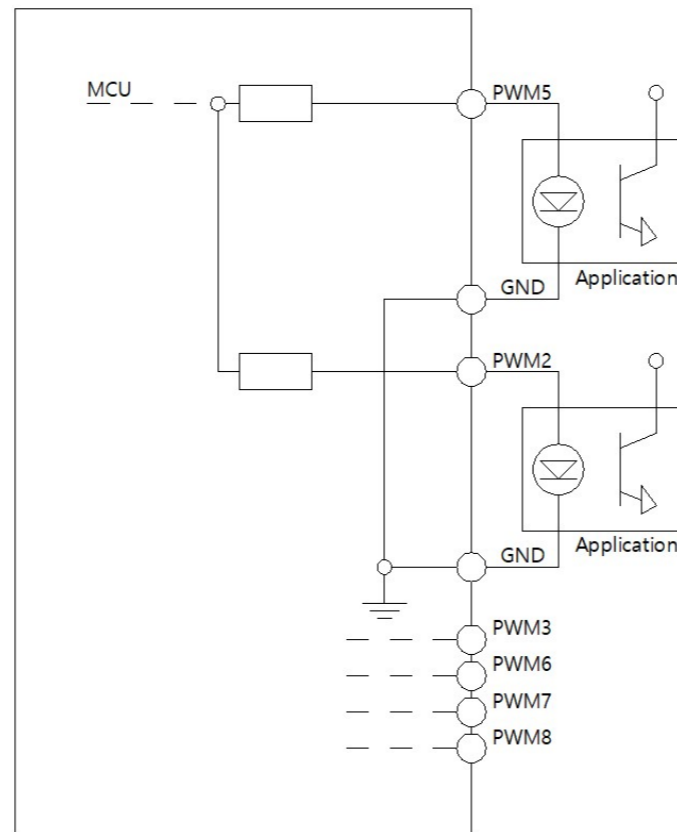 MCU
PWM5
Application
GND
PWM2
Application
GND
PWM3
PWM6
PWM7
PWM8